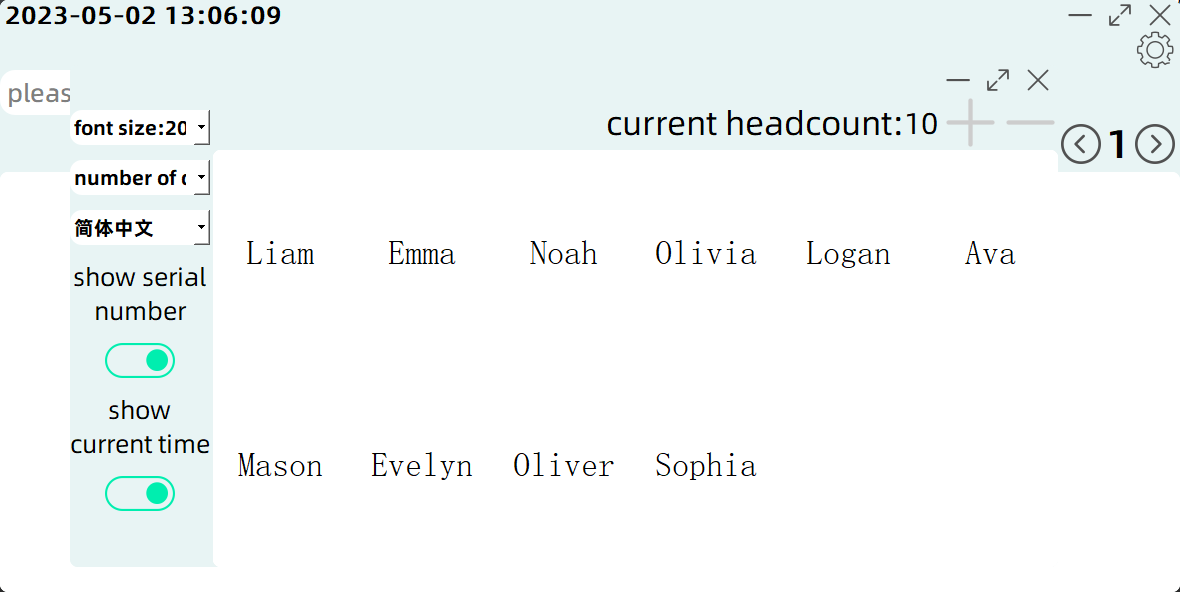 2023-05-02 13:06:09
pleas
current headcount:10
1
font size:20
number of
简体中文
show serial
number
show
current time
Liam Emma Noah Olivia Logan Ava
Mason Evelyn Oliver Sophia